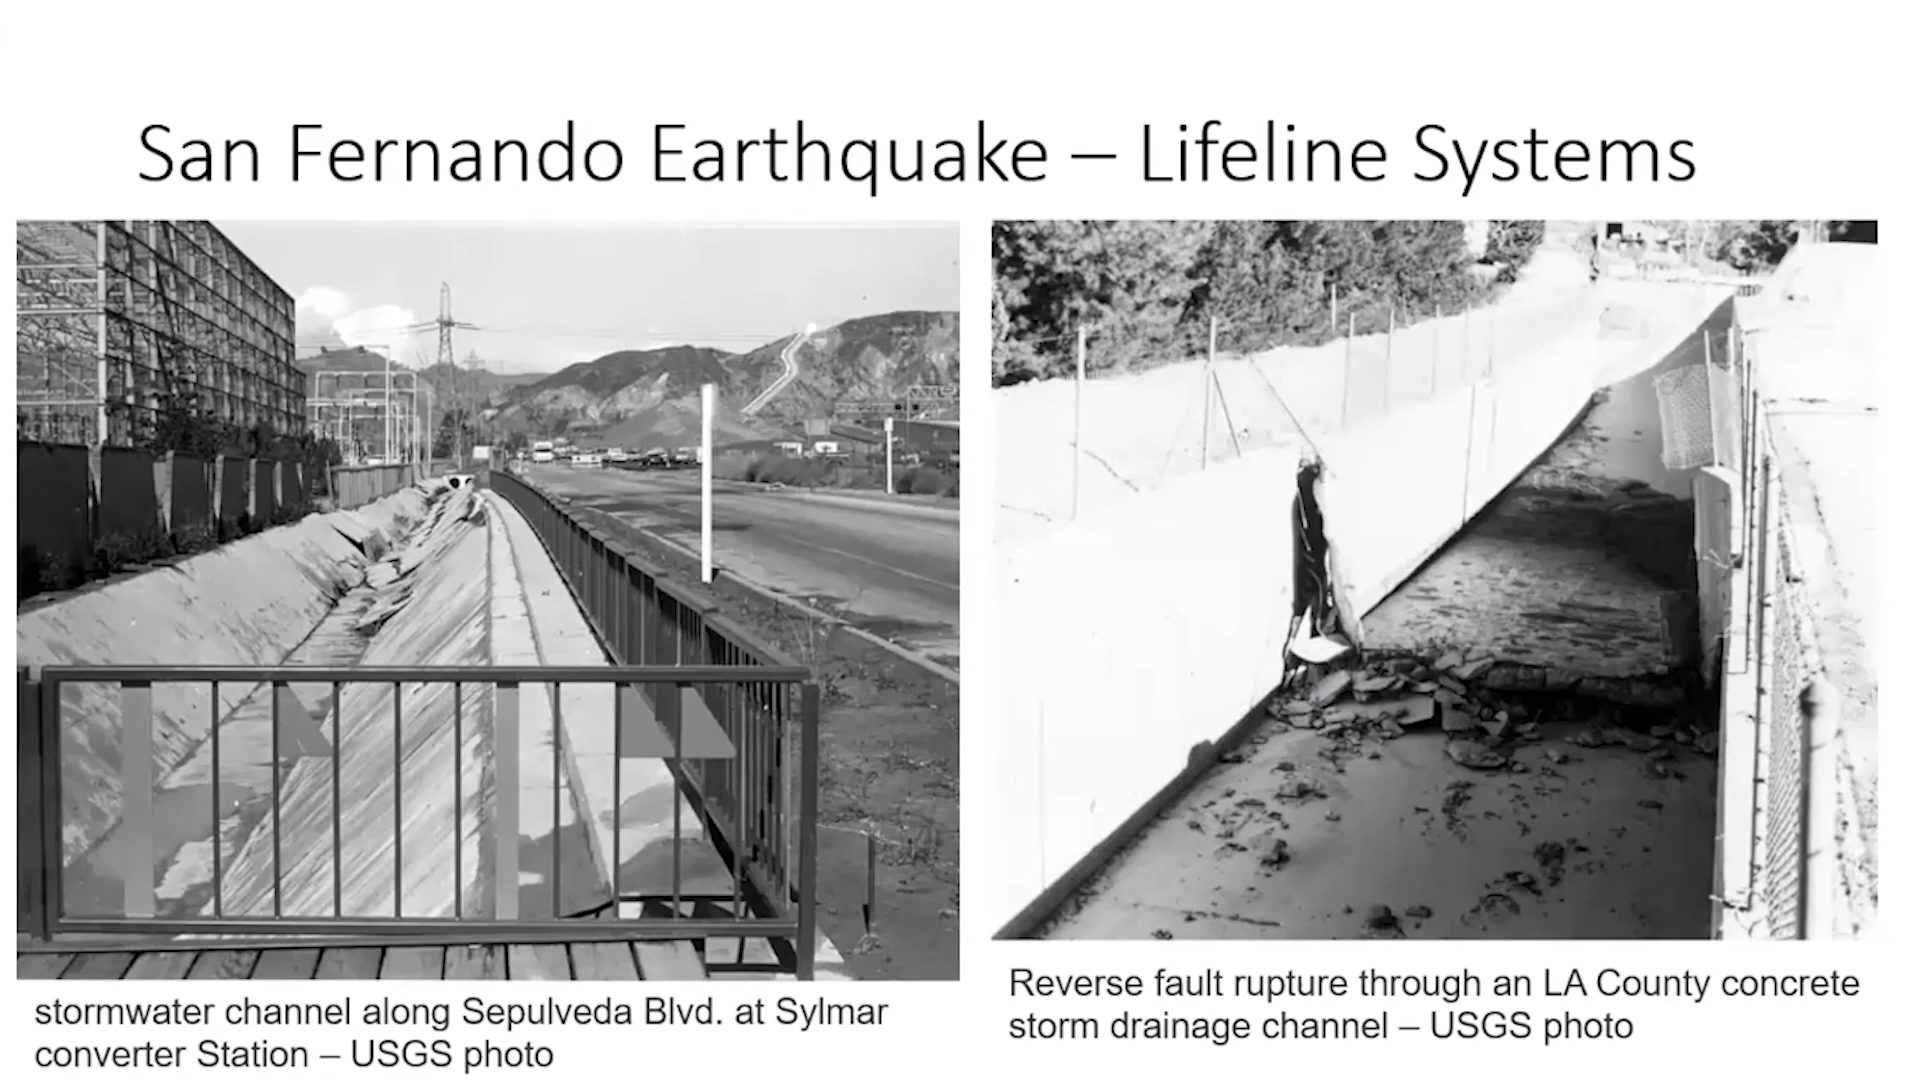 San Fernando Earthquake – Lifeline Systems
stormwater channel along Sepulveda Blvd. at Sylmar
converter Station – USGS photo
Reverse fault rupture through an LA County concrete
storm drainage channel – USGS photo